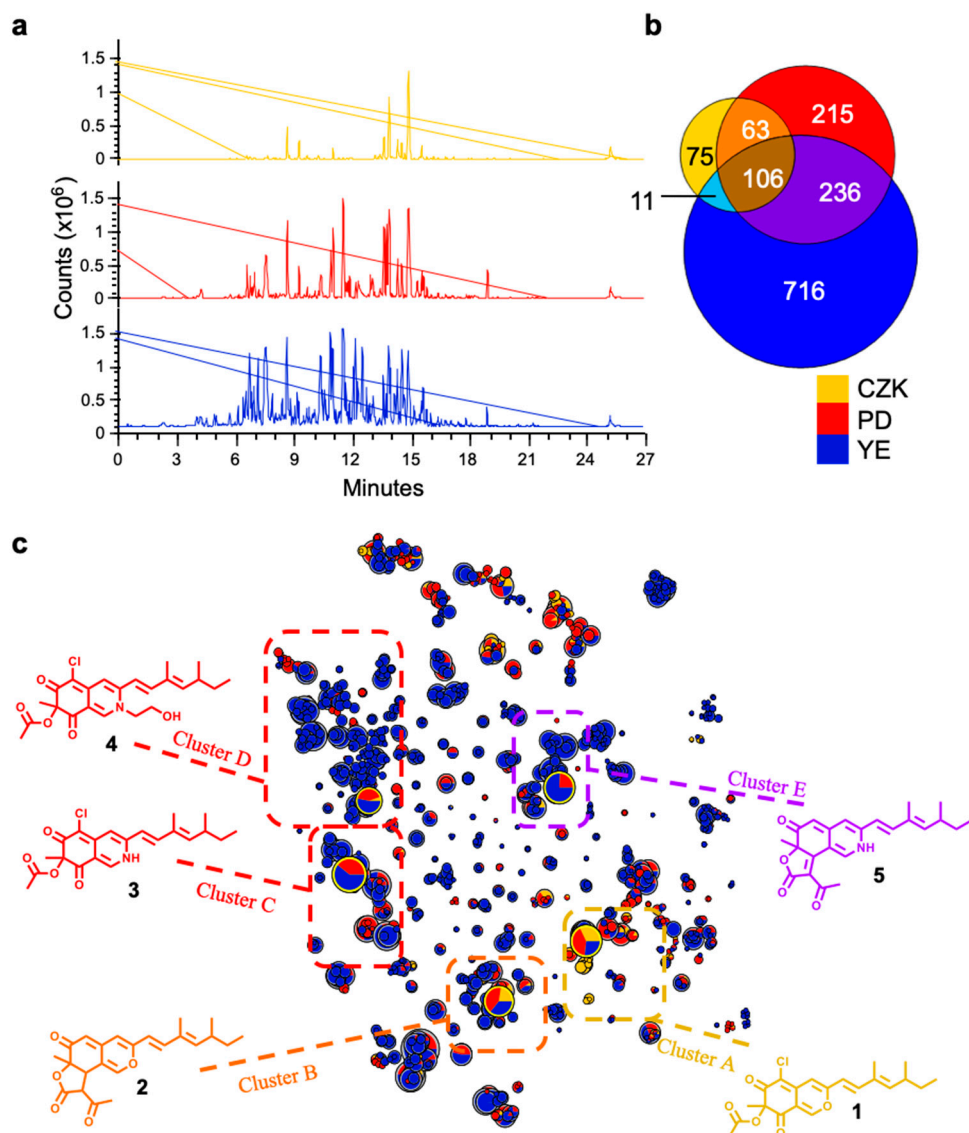 a
b
1.5
1
0.5
0
1.5
1
0.5
0
1.5
1
0.5
0
Counts (x10⁶)
0 3 6 9 12 15 18 21 24 27
Minutes
63
215
75
106
11
236
716
CZK
PD
YE
c
Cl
O
O
O
O
N
OH
4
Cluster D
Cl
O
O
O
O
NH
3
Cluster C
O
O
O
O
O
2
Cluster B
Cluster E
O
O
O
O
NH
5
Cluster A
Cl
O
O
O
O
O
1